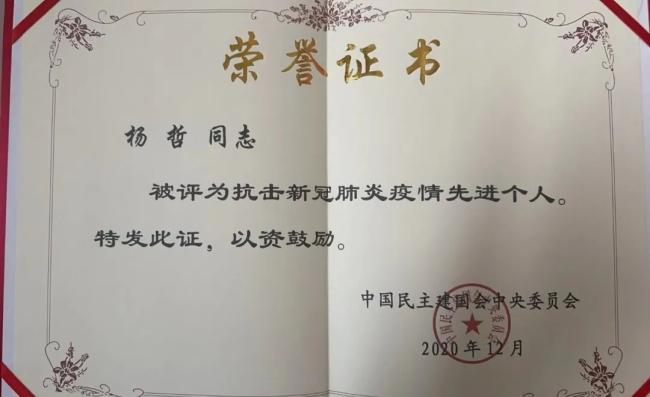 荣誉证书
杨 哲 同志
被评为抗击新冠肺炎疫情先进个人。
特发此证，以资鼓励。
中国民主建国会中央委员会
2020年12月